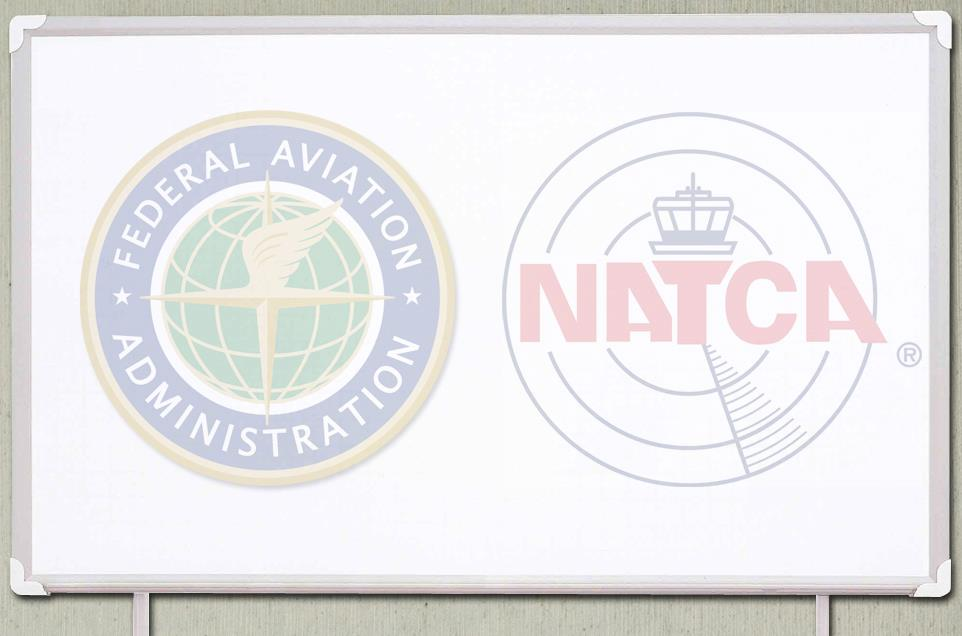 FEDERAL AVIATION
ADMINISTRATION
NATCA
®